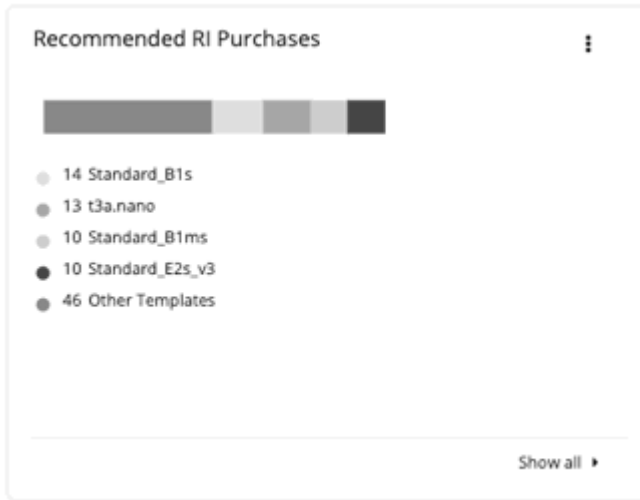 Recommended RI Purchases
14 Standard_B1s
13 t3a.nano
10 Standard_B1ms
10 Standard_E2s_v3
46 Other Templates
Show all